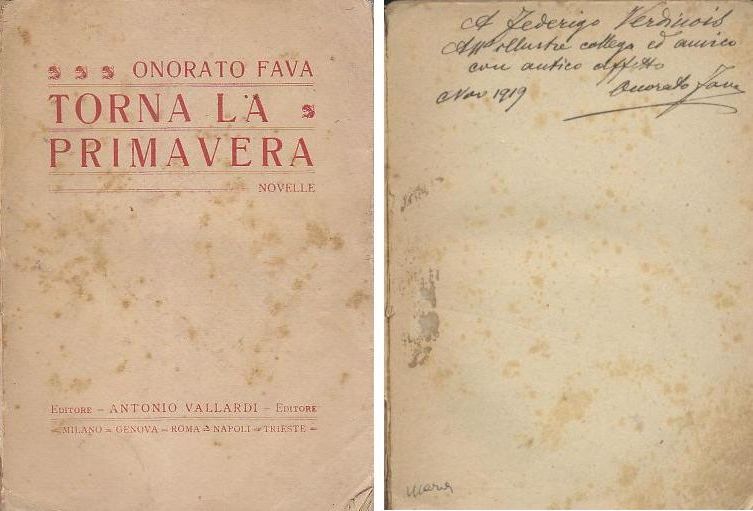 ONORATO FAVA
TORNA LA
PRIMAVERA
NOVELLE
EDITORE - ANTONIO VALLARDI - EDITORE
MILANO - GENOVA - ROMA - NAPOLI - TRIESTE
A Federigo Verdinois
All'illustre collega ed amico
con antico affetto
Nov 1919 Onorato Fava